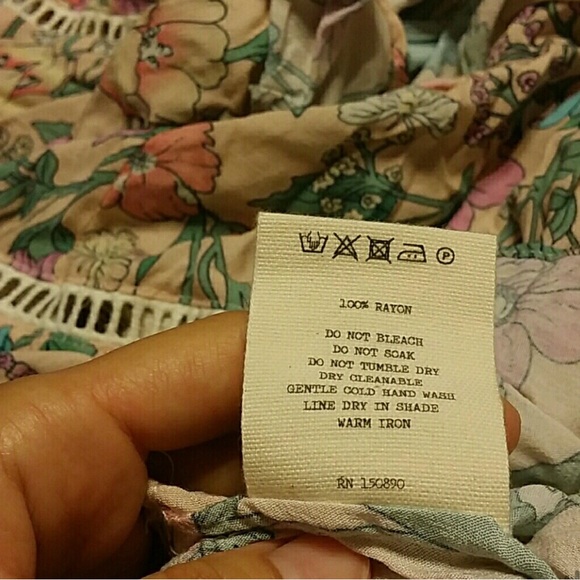 P
100% RAYON
DO NOT BLEACH
DO NOT SOAK
DO NOT TUMBLE DRY
DRY CLEANABLE
GENTLE COLD HAND WASH
LINE DRY IN SHADE
WARM IRON
RN 150890